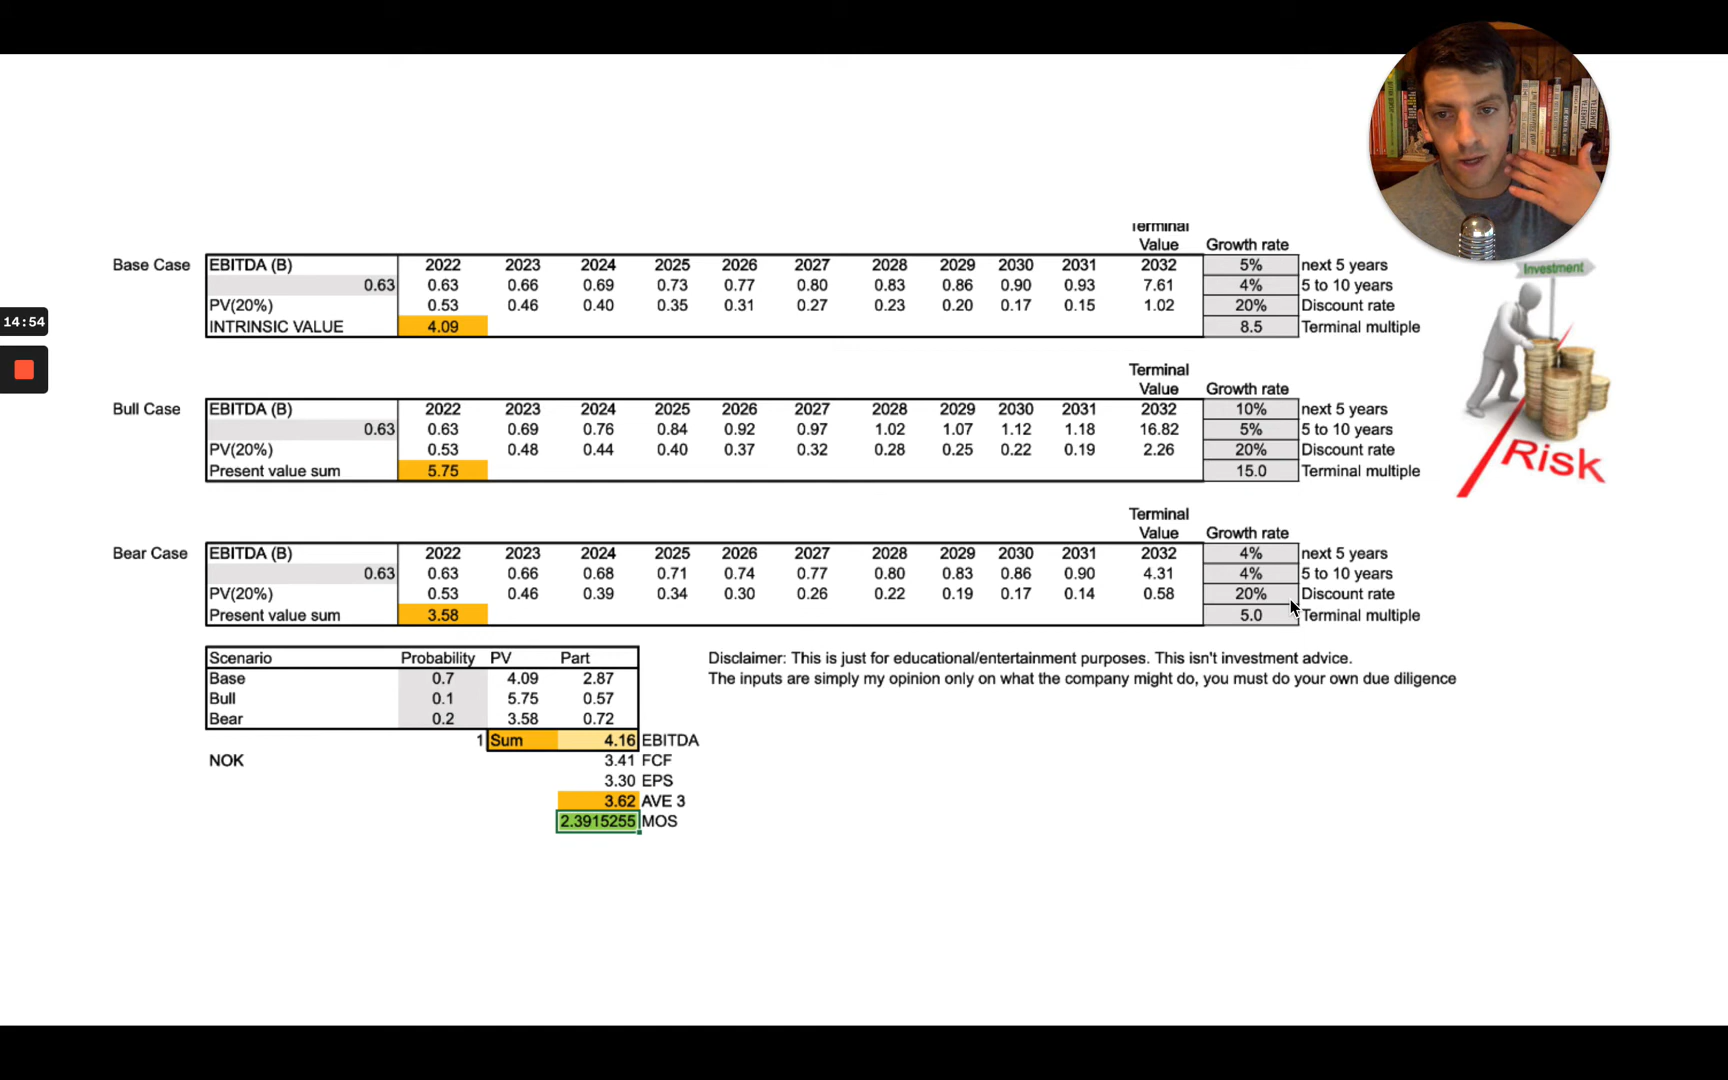 Terminal
Value Growth rate
Base Case EBITDA (B) 2022 2023 2024 2025 2026 2027 2028 2029 2030 2031 2032 5% next 5 years
0.63 0.63 0.66 0.69 0.73 0.77 0.80 0.83 0.86 0.90 0.93 7.61 4% 5 to 10 years
PV(20%) 0.53 0.46 0.40 0.35 0.31 0.27 0.23 0.20 0.17 0.15 1.02 20% Discount rate
INTRINSIC VALUE 4.09 8.5 Terminal multiple
Investment
Risk
14:54
Terminal
Value Growth rate
Bull Case EBITDA (B) 2022 2023 2024 2025 2026 2027 2028 2029 2030 2031 2032 10% next 5 years
0.63 0.63 0.69 0.76 0.84 0.92 0.97 1.02 1.07 1.12 1.18 16.82 5% 5 to 10 years
PV(20%) 0.53 0.48 0.44 0.40 0.37 0.32 0.28 0.25 0.22 0.19 2.26 20% Discount rate
Present value sum 5.75 15.0 Terminal multiple
Terminal
Value Growth rate
Bear Case EBITDA (B) 2022 2023 2024 2025 2026 2027 2028 2029 2030 2031 2032 4% next 5 years
0.63 0.63 0.66 0.68 0.71 0.74 0.77 0.80 0.83 0.86 0.90 4.31 4% 5 to 10 years
PV(20%) 0.53 0.46 0.39 0.34 0.30 0.26 0.22 0.19 0.17 0.14 0.58 20% Discount rate
Present value sum 3.58 5.0 Terminal multiple
Scenario Probability PV Part
Base 0.7 4.09 2.87
Bull 0.1 5.75 0.57
Bear 0.2 3.58 0.72
1 Sum 4.16 EBITDA
NOK 3.41 FCF
3.30 EPS
3.62 AVE 3
2.3915255 MOS
Disclaimer: This is just for educational/entertainment purposes. This isn't investment advice.
The inputs are simply my opinion only on what the company might do, you must do your own due diligence